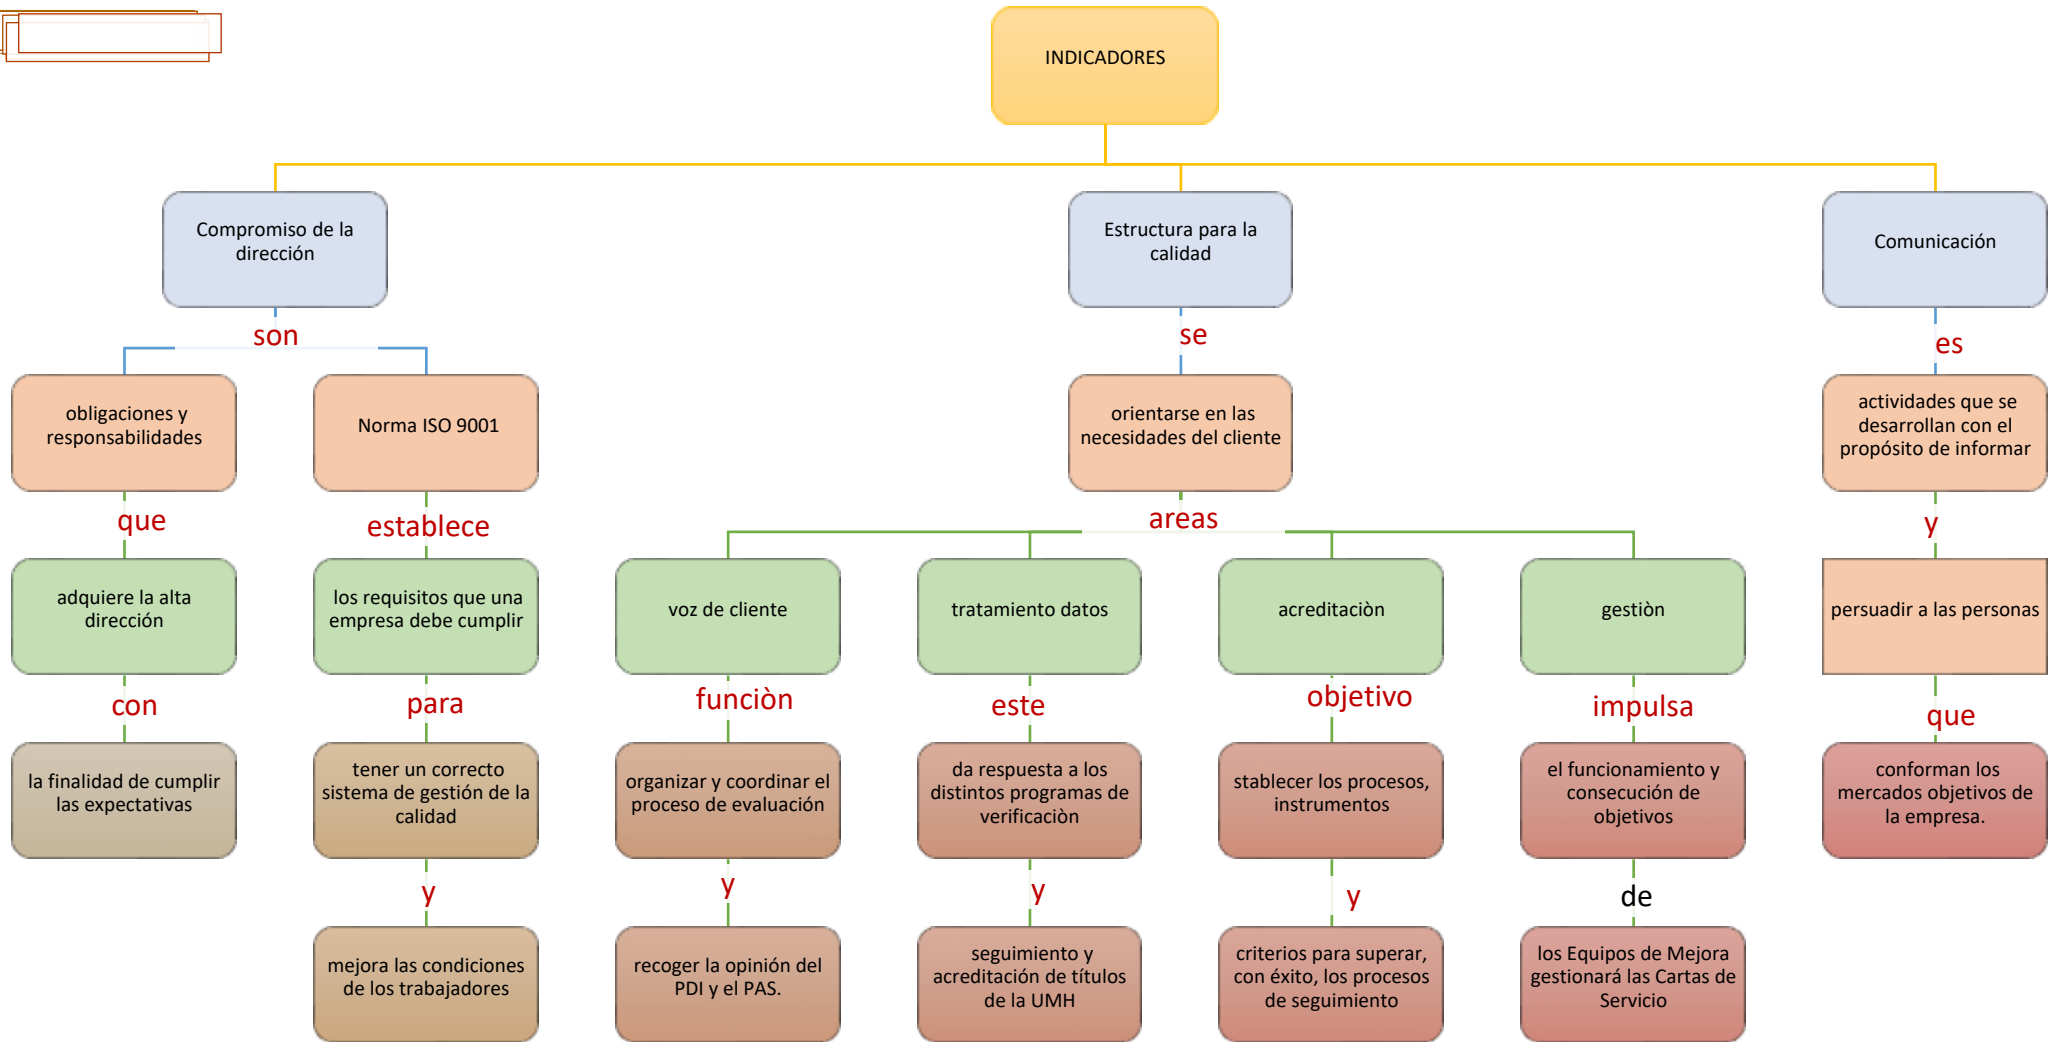 INDICADORES
Compromiso de la
dirección
Estructura para la
calidad
Comunicación
son
se
es
obligaciones y
responsabilidades
Norma ISO 9001
orientarse en las
necesidades del cliente
actividades que se
desarrollan con el
propósito de informar
que
establece
areas
y
adquiere la alta
dirección
los requisitos que una
empresa debe cumplir
voz de cliente
tratamiento datos
acreditaciòn
gestiòn
persuadir a las personas
con
para
funciòn
este
objetivo
impulsa
que
la finalidad de cumplir
las expectativas
tener un correcto
sistema de gestión de la
calidad
organizar y coordinar el
proceso de evaluación
da respuesta a los
distintos programas de
verificaciòn
stablecer los procesos,
instrumentos
el funcionamiento y
consecución de
objetivos
conforman los
mercados objetivos de
la empresa.
y
y
y
y
de
mejora las condiciones
de los trabajadores
recoger la opinión del
PDI y el PAS.
seguimiento y
acreditación de títulos
de la UMH
criterios para superar,
con éxito, los procesos
de seguimiento
los Equipos de Mejora
gestionará las Cartas de
Servicio